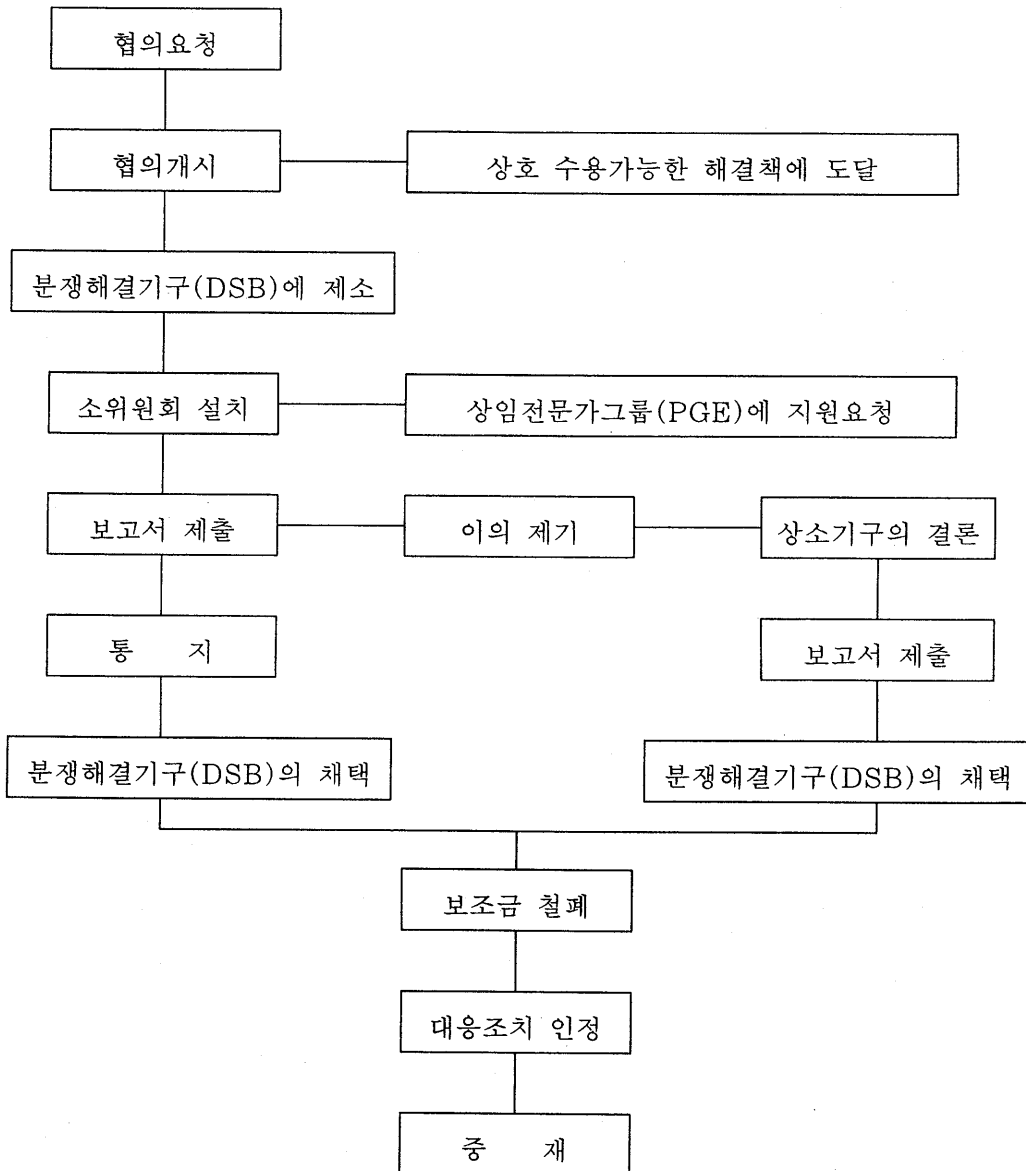 협의요청
협의개시
상호 수용가능한 해결책에 도달
분쟁해결기구(DSB)에 제소
소위원회 설치
상임전문가그룹(PGE)에 지원요청
보고서 제출
이의 제기
상소기구의 결론
통 지
보고서 제출
분쟁해결기구(DSB)의 채택
분쟁해결기구(DSB)의 채택
보조금 철폐
대응조치 인정
중 재